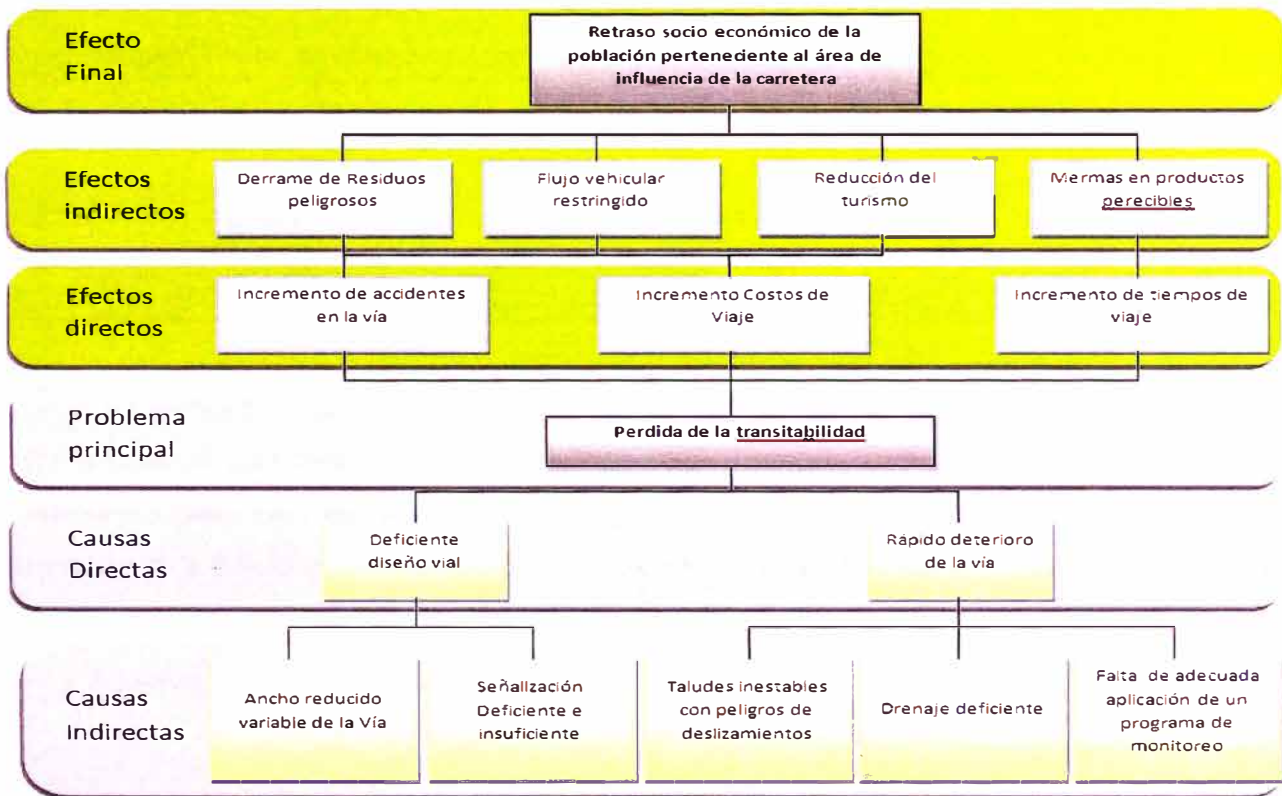 Efecto
Final
Retraso socio económico de la
población perteneciente al área de
influencia de la carretera
Efectos
indirectos
Derrame de Residuos
peligrosos
Flujo vehicular
restringido
Reducción del
turismo
Mermas en productos
perecibles
Efectos
directos
Incremento de accidentes
en la vía
Incremento Costos de
Viaje
Incremento de tiempos de
viaje
Problema
principal
Perdida de la transitabilidad
Causas
Directas
Deficiente
diseño vial
Rápido deterioro
de la vía
Causas
Indirectas
Ancho reducido
variable de la Vía
Señalización
Deficiente e
insuficiente
Taludes inestables
con peligros de
deslizamientos
Drenaje deficiente
Falta de adecuada
aplicación de un
programa de
monitoreo